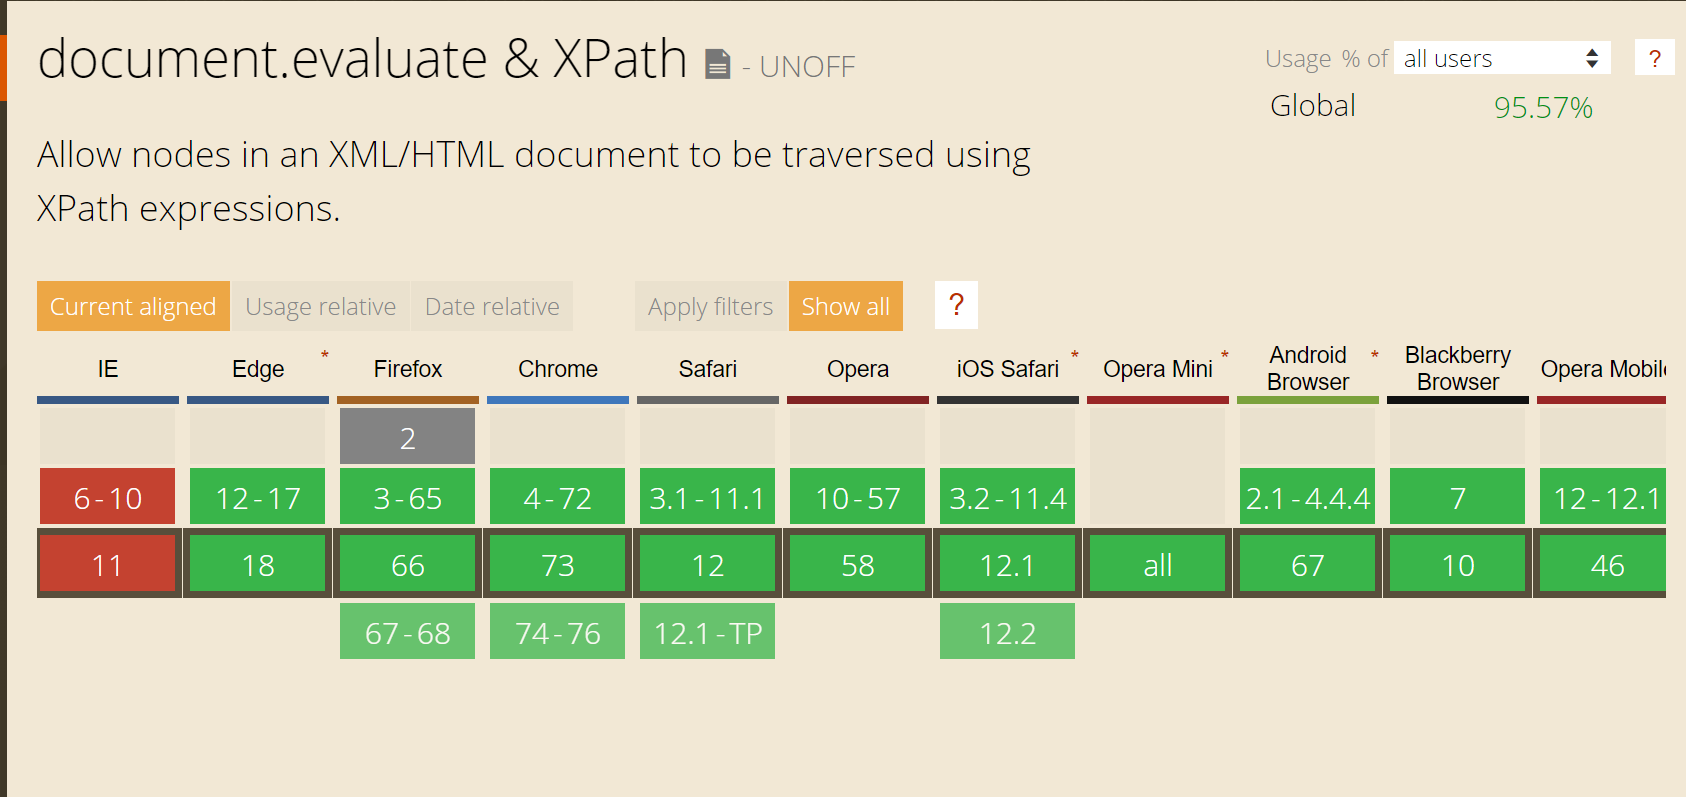 document.evaluate & XPath - UNOFF
Usage % of all users ?
Global 95.57%
Allow nodes in an XML/HTML document to be traversed using
XPath expressions.
Current aligned Usage relative Date relative Apply filters Show all ?
IE Edge * Firefox Chrome Safari Opera iOS Safari * Opera Mini * Android Browser * Blackberry Browser Opera Mobile
2
6-10 12-17 3-65 4-72 3.1-11.1 10-57 3.2-11.4 2.1-4.4.4 7 12-12.1
11 18 66 73 12 58 12.1 all 67 10 46
67-68 74-76 12.1-TP 12.2